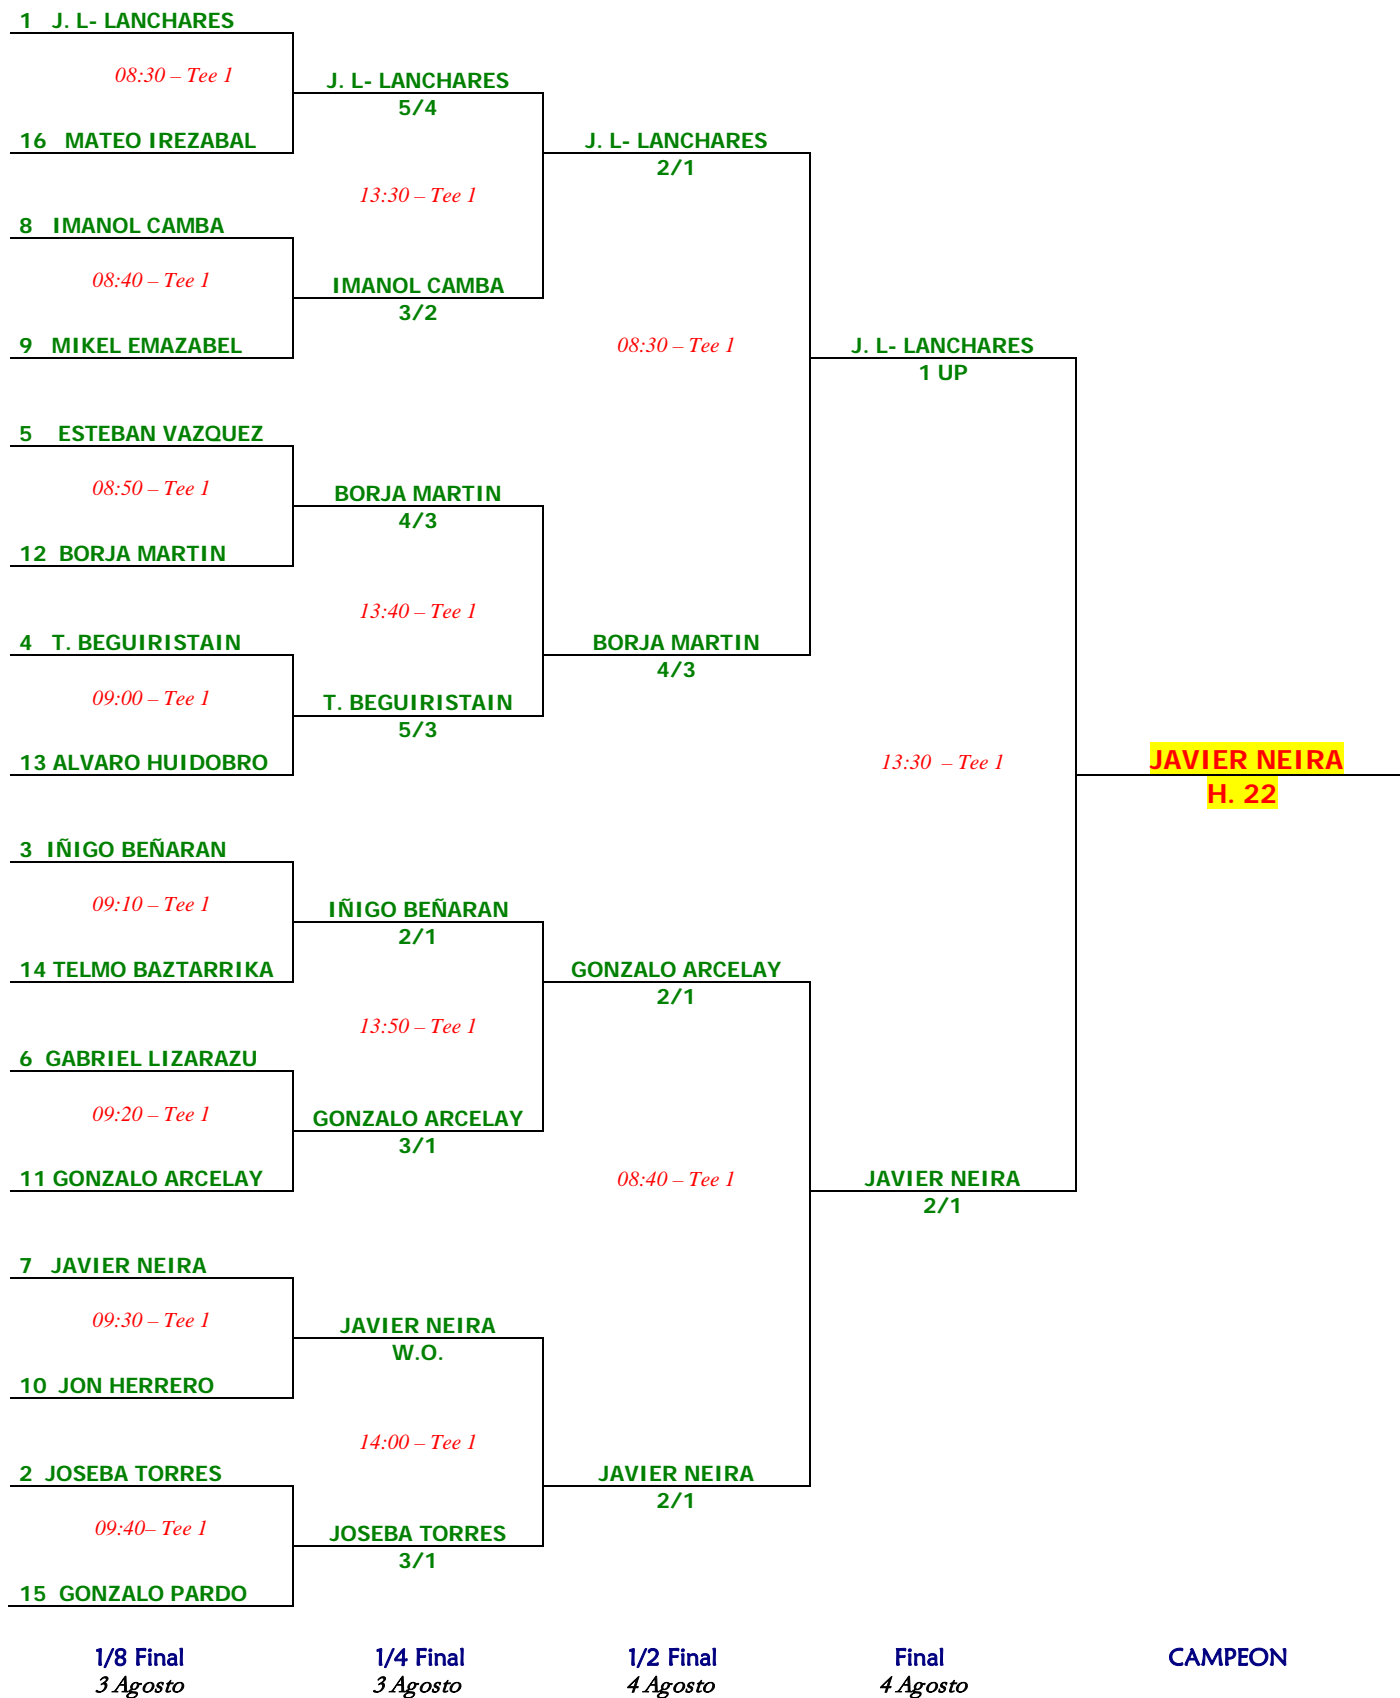 1 J. L- LANCHARES
08:30 – Tee 1
J. L- LANCHARES
5/4
16 MATEO IREZABAL
J. L- LANCHARES
2/1
13:30 – Tee 1
8 IMANOL CAMBA
08:40 – Tee 1
IMANOL CAMBA
3/2
9 MIKEL EMAZABEL
08:30 – Tee 1
J. L- LANCHARES
1 UP
5 ESTEBAN VAZQUEZ
08:50 – Tee 1
BORJA MARTIN
4/3
12 BORJA MARTIN
13:40 – Tee 1
4 T. BEGUIRISTAIN
BORJA MARTIN
4/3
09:00 – Tee 1
T. BEGUIRISTAIN
5/3
13 ALVARO HUIDOBRO
13:30 – Tee 1
JAVIER NEIRA
H. 22
3 IÑIGO BEÑARAN
09:10 – Tee 1
IÑIGO BEÑARAN
2/1
14 TELMO BAZTARRIKA
GONZALO ARCELAY
2/1
13:50 – Tee 1
6 GABRIEL LIZARAZU
09:20 – Tee 1
GONZALO ARCELAY
3/1
11 GONZALO ARCELAY
08:40 – Tee 1
JAVIER NEIRA
2/1
7 JAVIER NEIRA
09:30 – Tee 1
JAVIER NEIRA
W.O.
10 JON HERRERO
14:00 – Tee 1
2 JOSEBA TORRES
JAVIER NEIRA
2/1
09:40– Tee 1
JOSEBA TORRES
3/1
15 GONZALO PARDO
1/8 Final
1/4 Final
1/2 Final
Final
CAMPEON
3 Agosto
3 Agosto
4 Agosto
4 Agosto